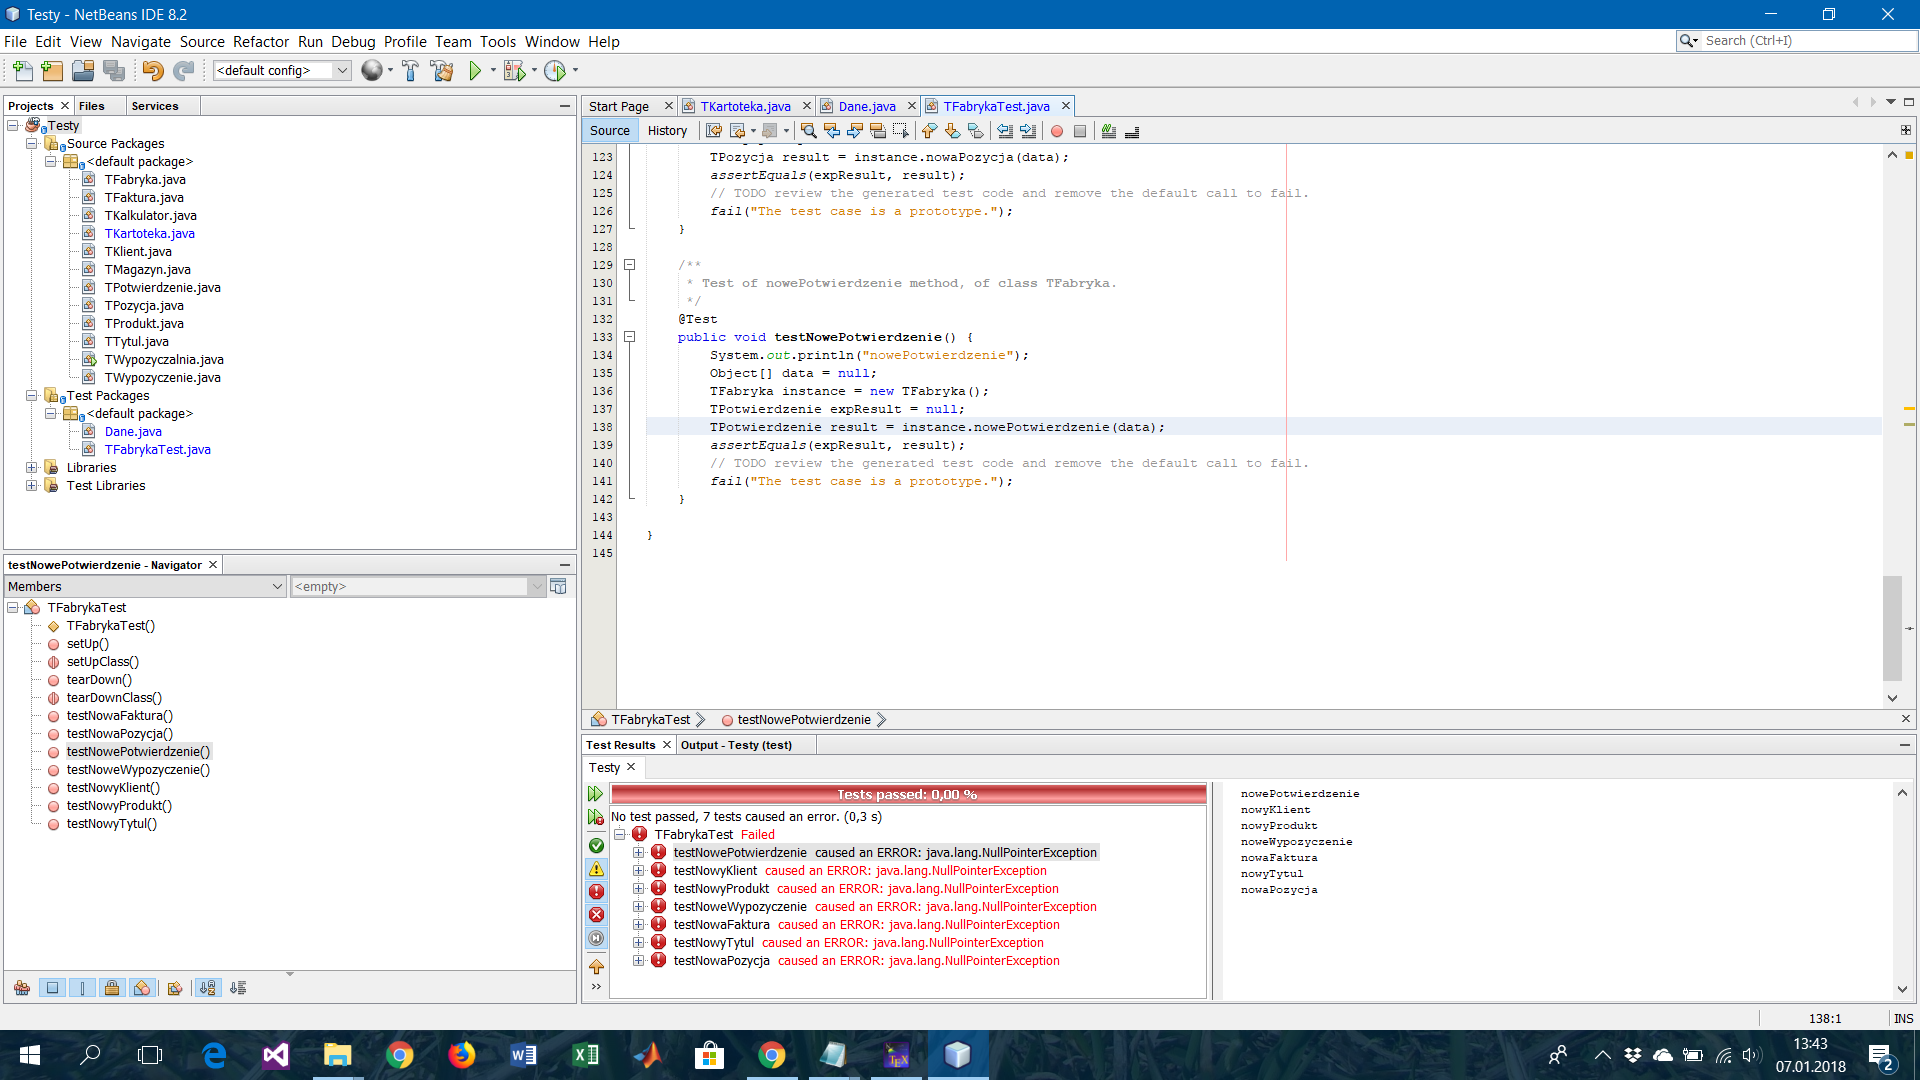 Testy - NetBeans IDE 8.2
File Edit View Navigate Source Refactor Run Debug Profile Team Tools Window Help
Search (Ctrl+I)
<default config>
Projects Files Services
Testy
Source Packages
<default package>
TFabryka.java
TFaktura.java
TKalkulator.java
TKartoteka.java
TKlient.java
TMagazyn.java
TPotwierdzenie.java
TPozycja.java
TProdukt.java
TTytul.java
TWypozyczalnia.java
TWypozyczenie.java
Test Packages
<default package>
Dane.java
TFabrykaTest.java
Libraries
Test Libraries
testNowePotwierdzenie - Navigator
Members
<empty>
TFabrykaTest
TFabrykaTest()
setUp()
setUpClass()
tearDown()
tearDownClass()
testNowaFaktura()
testNowaPozycja()
testNowePotwierdzenie()
testNoweWypozyczenie()
testNowyKlient()
testNowyProdukt()
testNowyTytul()
Start Page TKartoteka.java Dane.java TFabrykaTest.java
Source History
123 TPozycja result = instance.nowaPozycja(data);
124 assertEquals(expResult, result);
125 // TODO review the generated test code and remove the default call to fail.
126 fail("The test case is a prototype.");
127 }
128
129 /**
130 * Test of nowePotwierdzenie method, of class TFabryka.
131 */
132 @Test
133 public void testNowePotwierdzenie() {
134 System.out.println("nowePotwierdzenie");
135 Object[] data = null;
136 TFabryka instance = new TFabryka();
137 TPotwierdzenie expResult = null;
138 TPotwierdzenie result = instance.nowePotwierdzenie(data);
139 assertEquals(expResult, result);
140 // TODO review the generated test code and remove the default call to fail.
141 fail("The test case is a prototype.");
142 }
143
144 }
145
TFabrykaTest testNowePotwierdzenie
Test Results Output - Testy (test)
Testy
Tests passed: 0,00 %
No test passed, 7 tests caused an error. (0,3 s)
TFabrykaTest Failed
testNowePotwierdzenie caused an ERROR: java.lang.NullPointerException
testNowyKlient caused an ERROR: java.lang.NullPointerException
testNowyProdukt caused an ERROR: java.lang.NullPointerException
testNoweWypozyczenie caused an ERROR: java.lang.NullPointerException
testNowaFaktura caused an ERROR: java.lang.NullPointerException
testNowyTytul caused an ERROR: java.lang.NullPointerException
testNowaPozycja caused an ERROR: java.lang.NullPointerException
nowePotwierdzenie
nowyKlient
nowyProdukt
noweWypozyczenie
nowaFaktura
nowyTytul
nowaPozycja
138:1 INS
13:43
07.01.2018
2